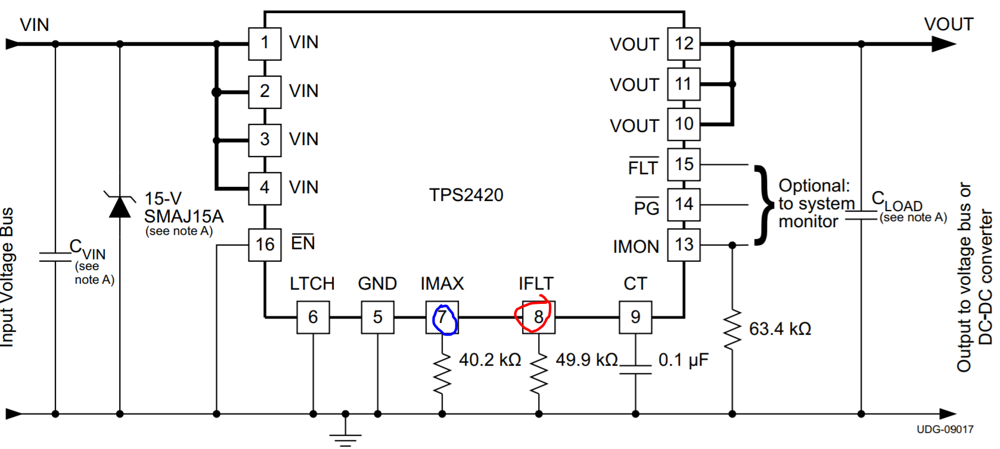 VIN
VOUT
1
VIN
2
VIN
3
VIN
4
VIN
16
EN
VOUT
12
VOUT
11
VOUT
10
FLT
15
PG
14
IMON
13
TPS2420
15-V
SMAJ15A
(see note A)
CVIN
(see
note A)
Input Voltage Bus
Optional:
to system
monitor
CLOAD
(see note A)
Output to voltage bus or
DC-DC converter
LTCH
GND
IMAX
IFLT
CT
6
5
7
8
9
40.2 kΩ
49.9 kΩ
0.1 µF
63.4 kΩ
UDG-09017